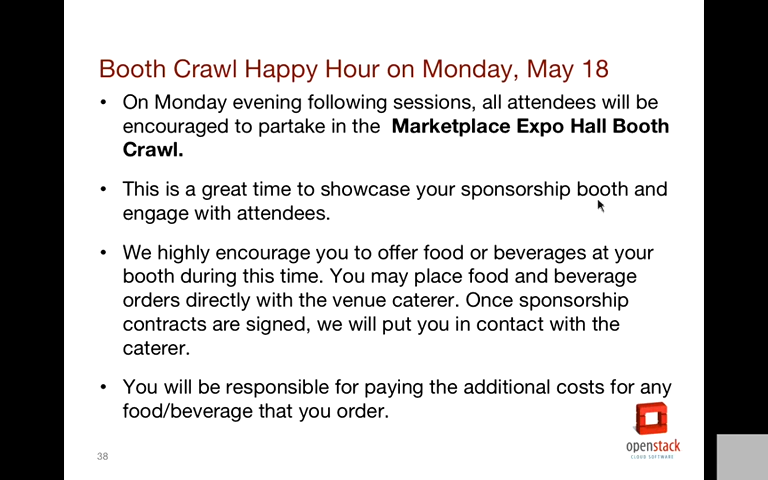 Booth Crawl Happy Hour on Monday, May 18
• On Monday evening following sessions, all attendees will be
encouraged to partake in the Marketplace Expo Hall Booth
Crawl.
• This is a great time to showcase your sponsorship booth and
engage with attendees.
• We highly encourage you to offer food or beverages at your
booth during this time. You may place food and beverage
orders directly with the venue caterer. Once sponsorship
contracts are signed, we will put you in contact with the
caterer.
• You will be responsible for paying the additional costs for any
food/beverage that you order.
openstack
CLOUD SOFTWARE
38